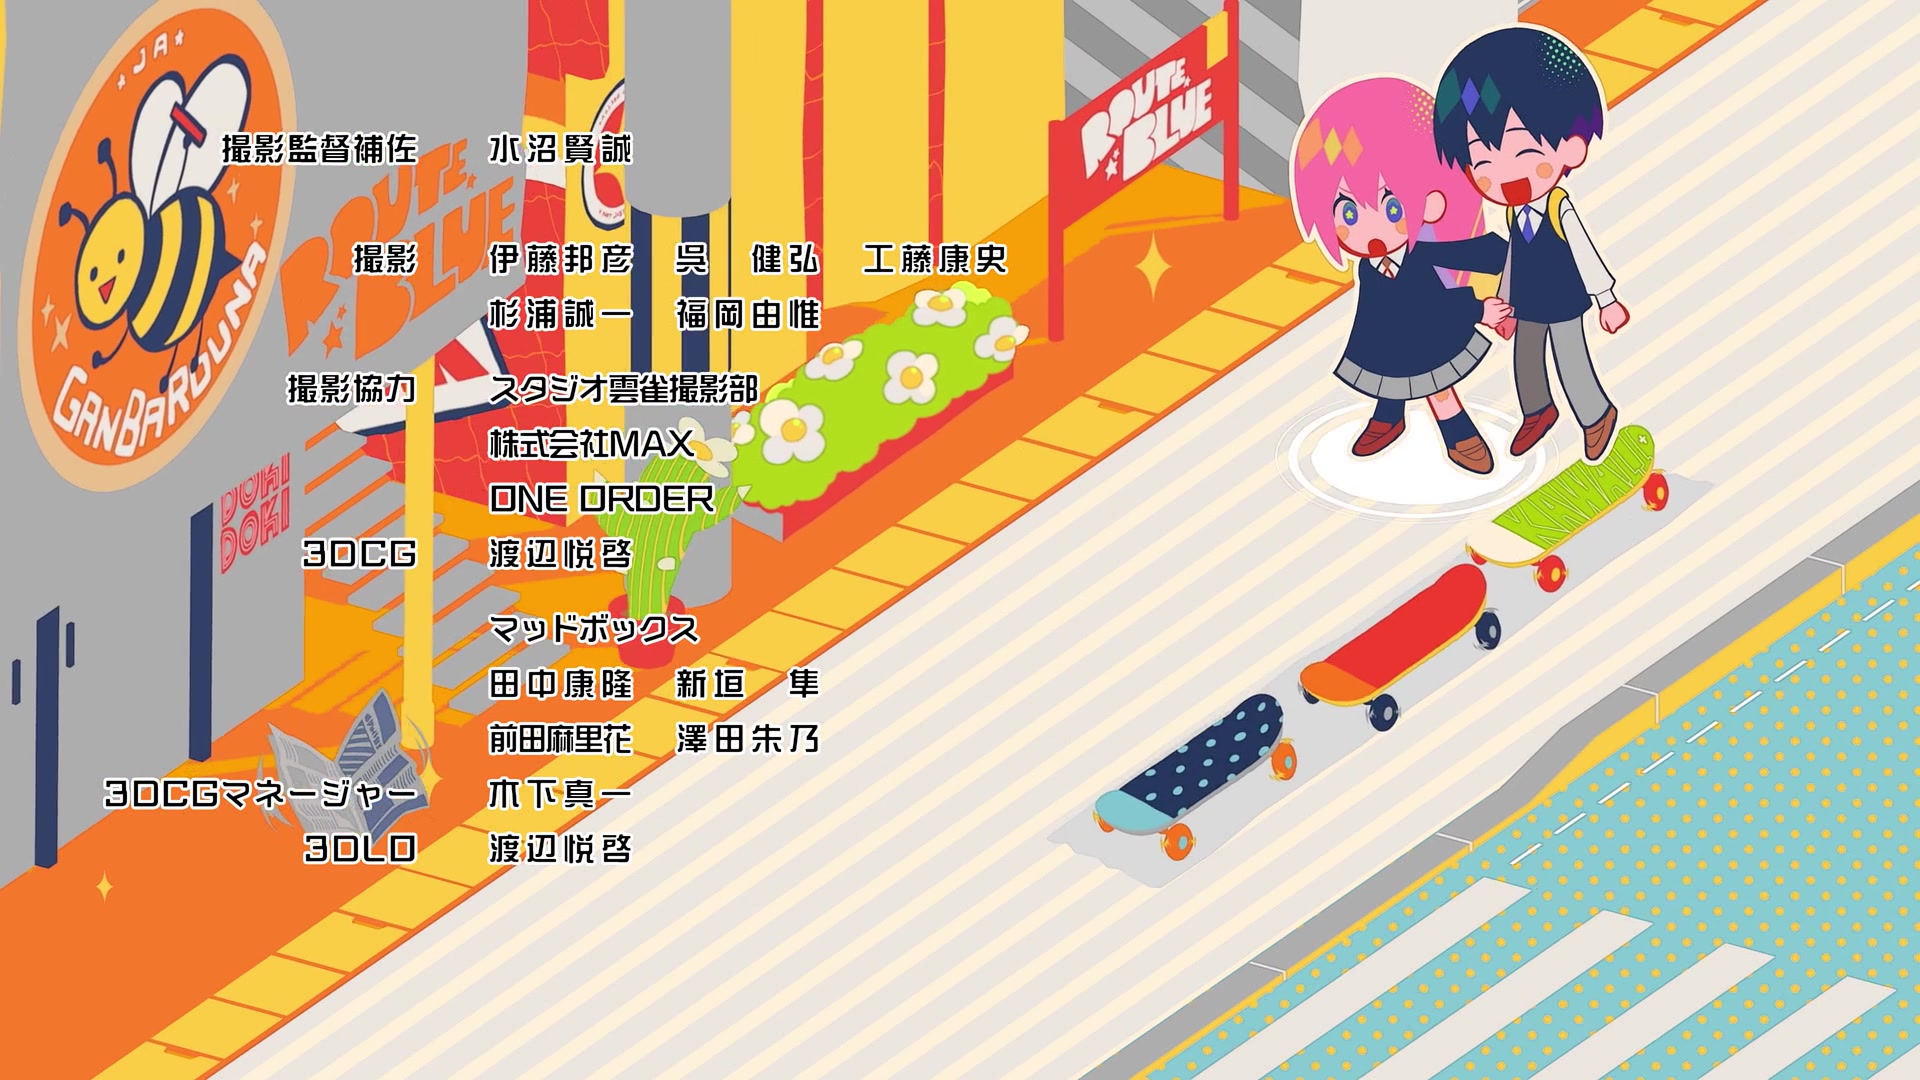 JA
GANBAROUNA
ROUTE
BLUE
ROUTE
BLUE
DOKI
DOKI
KAWAII
撮影監督補佐 水沼賢誠
撮影 伊藤邦彦 呉 健弘 工藤康史
杉浦誠一 福岡由惟
撮影協力 スタジオ雲雀撮影部
株式会社MAX
ONE ORDER
3DCG 渡辺悦啓
マッドボックス
田中康隆 新垣 隼
前田麻里花 澤田朱乃
3DCGマネージャー 木下真一
3DLO 渡辺悦啓